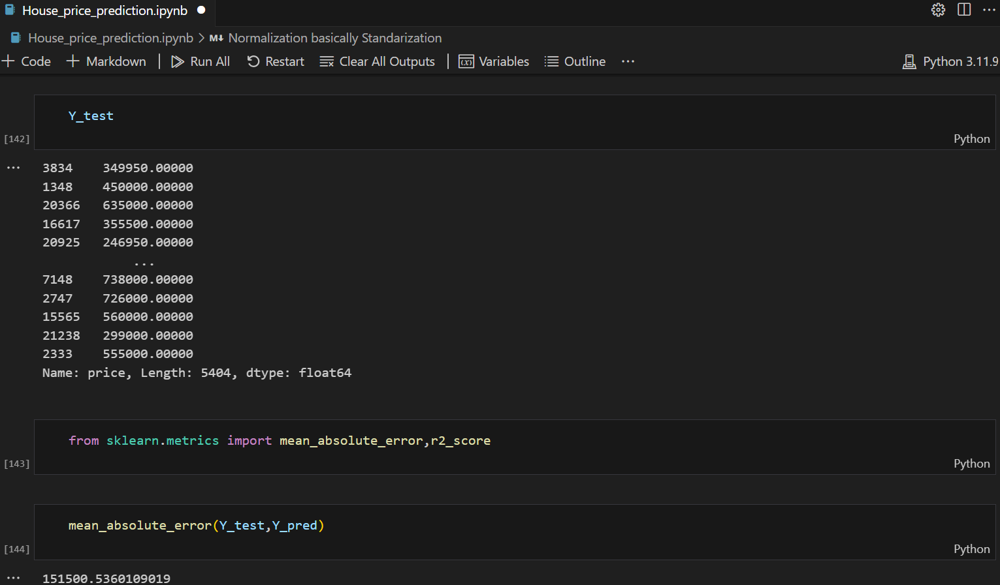 House_price_prediction.ipynb
House_price_prediction.ipynb > M↓ Normalization basically Standarization
+ Code + Markdown | Run All Restart Clear All Outputs | (x) Variables Outline ...
Python 3.11.9
Y_test
[142]
Python
...
3834    349950.00000
1348    450000.00000
20366   635000.00000
16617   355500.00000
20925   246950.00000
...
7148    738000.00000
2747    726000.00000
15565   560000.00000
21238   299000.00000
2333    555000.00000
Name: price, Length: 5404, dtype: float64
from sklearn.metrics import mean_absolute_error,r2_score
[143]
Python
mean_absolute_error(Y_test,Y_pred)
[144]
Python
...
151500.5360109019